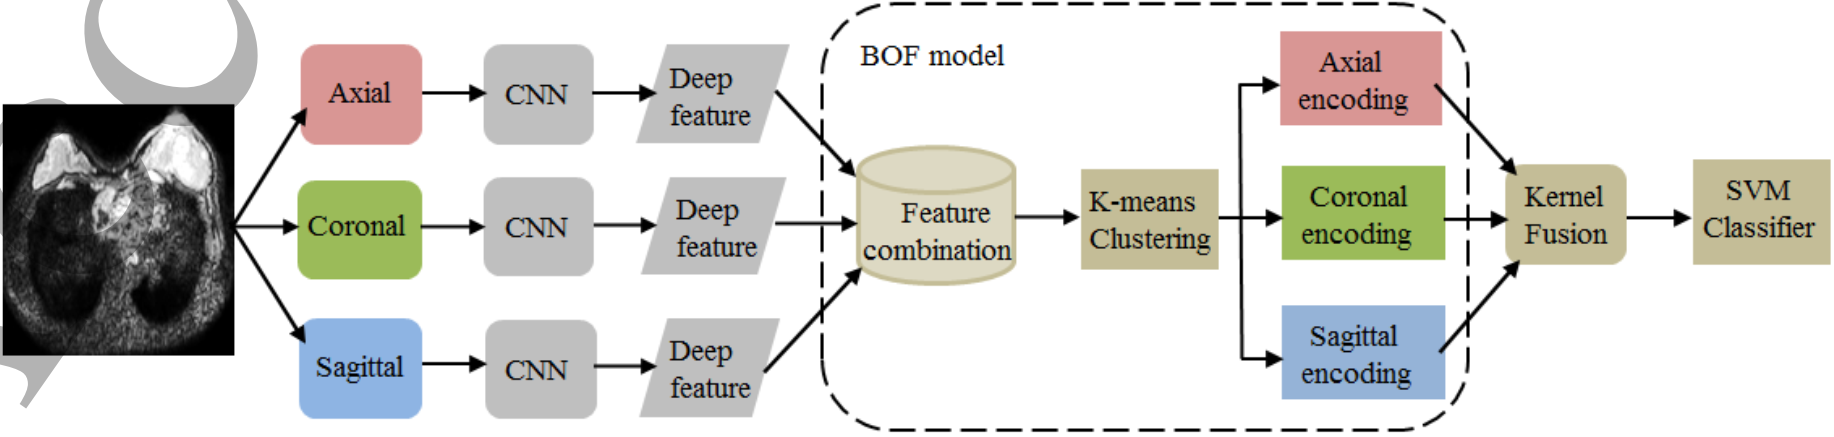 Axial
CNN
Deep
feature
Coronal
CNN
Deep
feature
Sagittal
CNN
Deep
feature
BOF model
Feature
combination
K-means
Clustering
Axial
encoding
Coronal
encoding
Sagittal
encoding
Kernel
Fusion
SVM
Classifier